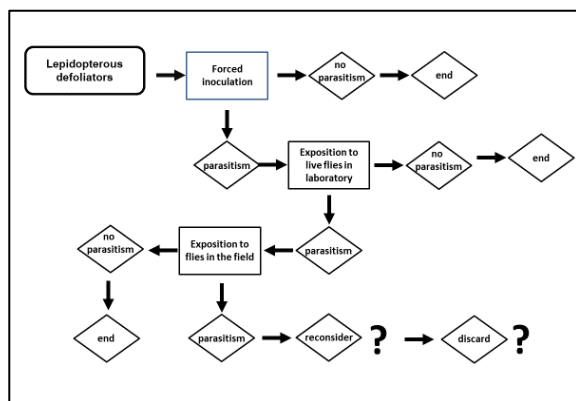 Lepidopterous
defoliators
Forced
inoculation
no
parasitism
end
parasitism
Exposition to
live flies in
laboratory
no
parasitism
end
no
parasitism
Exposition to
flies in the field
parasitism
end
parasitism
reconsider
?
discard
?